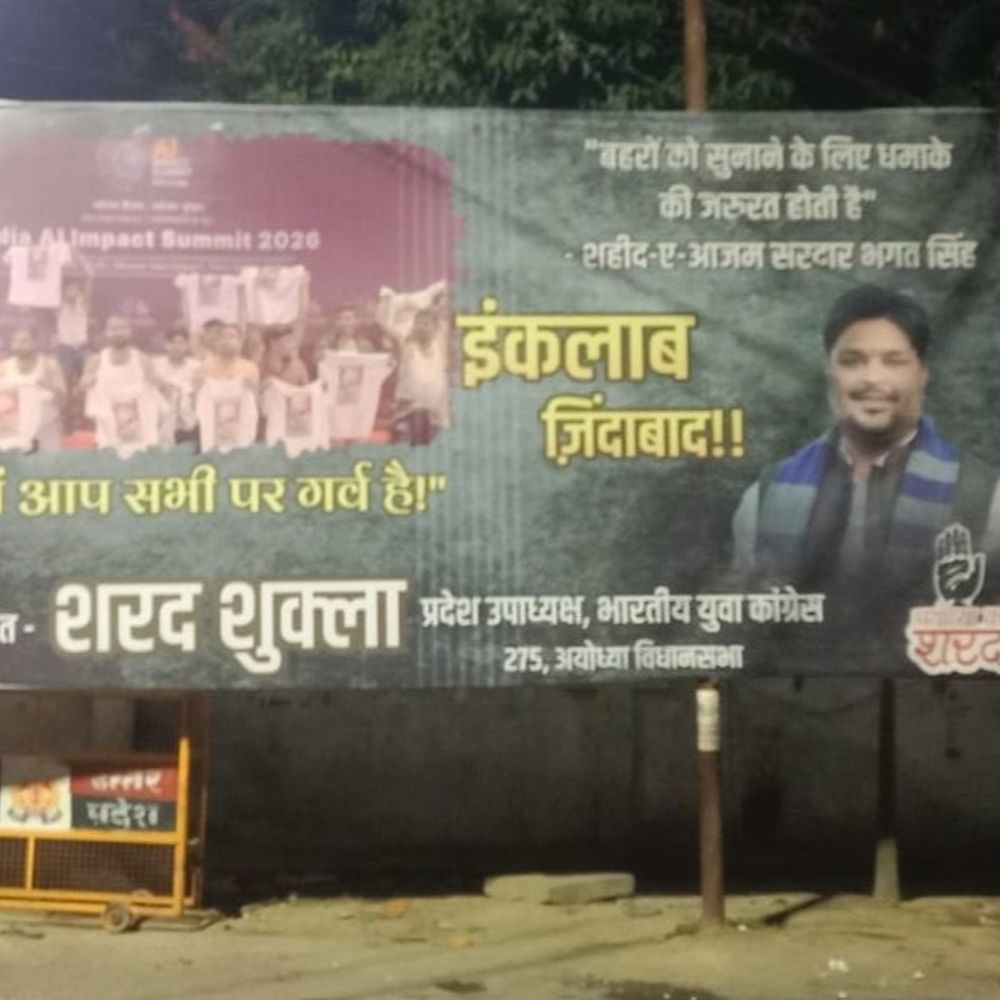 AI
AI Impact Summit 2026
"बहरों को सुनाने के लिए धमाके
की जरुरत होती है"
- शहीद-ए-आजम सरदार भगत सिंह
इंकलाब
ज़िंदाबाद!!
आप सभी पर गर्व है!"
त - शरद शुक्ला
प्रदेश उपाध्यक्ष, भारतीय युवा कांग्रेस
275, अयोध्या विधानसभा
शरद
उत्तर
प्रदेश